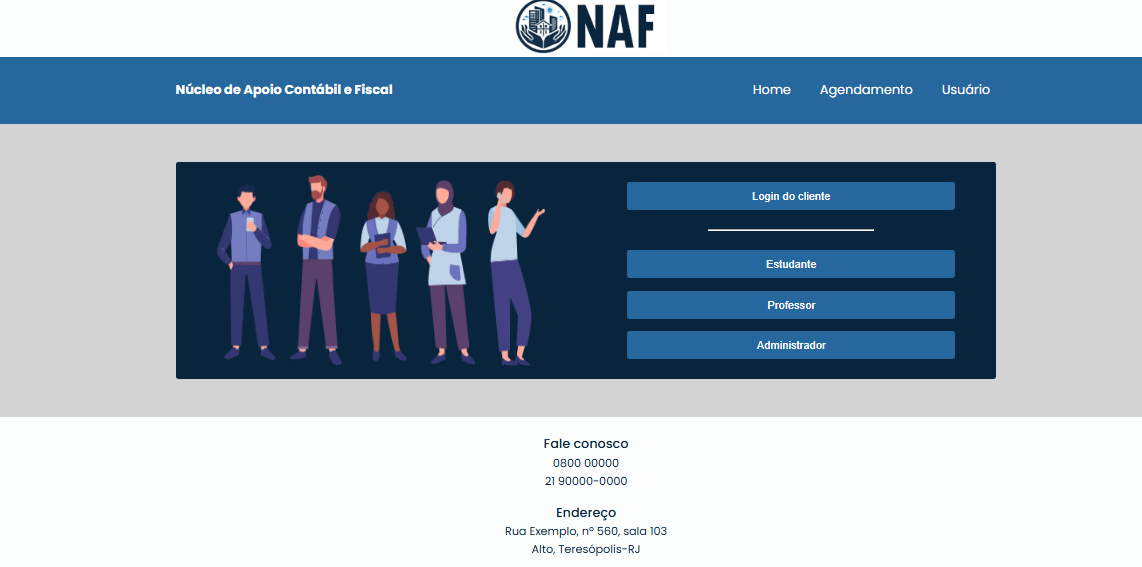 NAF
Núcleo de Apoio Contábil e Fiscal
Home Agendamento Usuário
Login do cliente
Estudante
Professor
Administrador
Fale conosco
0800 00000
21 90000-0000
Endereço
Rua Exemplo, nº 560, sala 103
Alto, Teresópolis-RJ